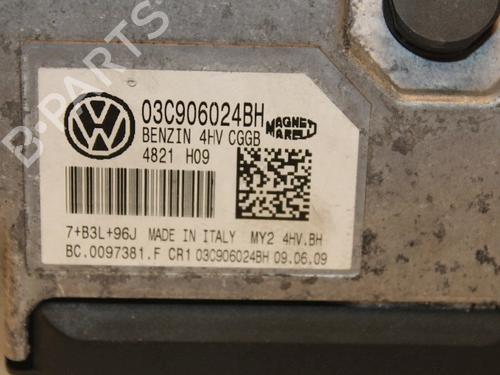 03C906024BH
BENZIN 4HV CGGB
MAGNETI
MARELLI
4821 H09
7+B3L+96J MADE IN ITALY MY2 4HV.BH
BC.0097381.F CR1 03C906024BH 09.06.09
B-PARTS